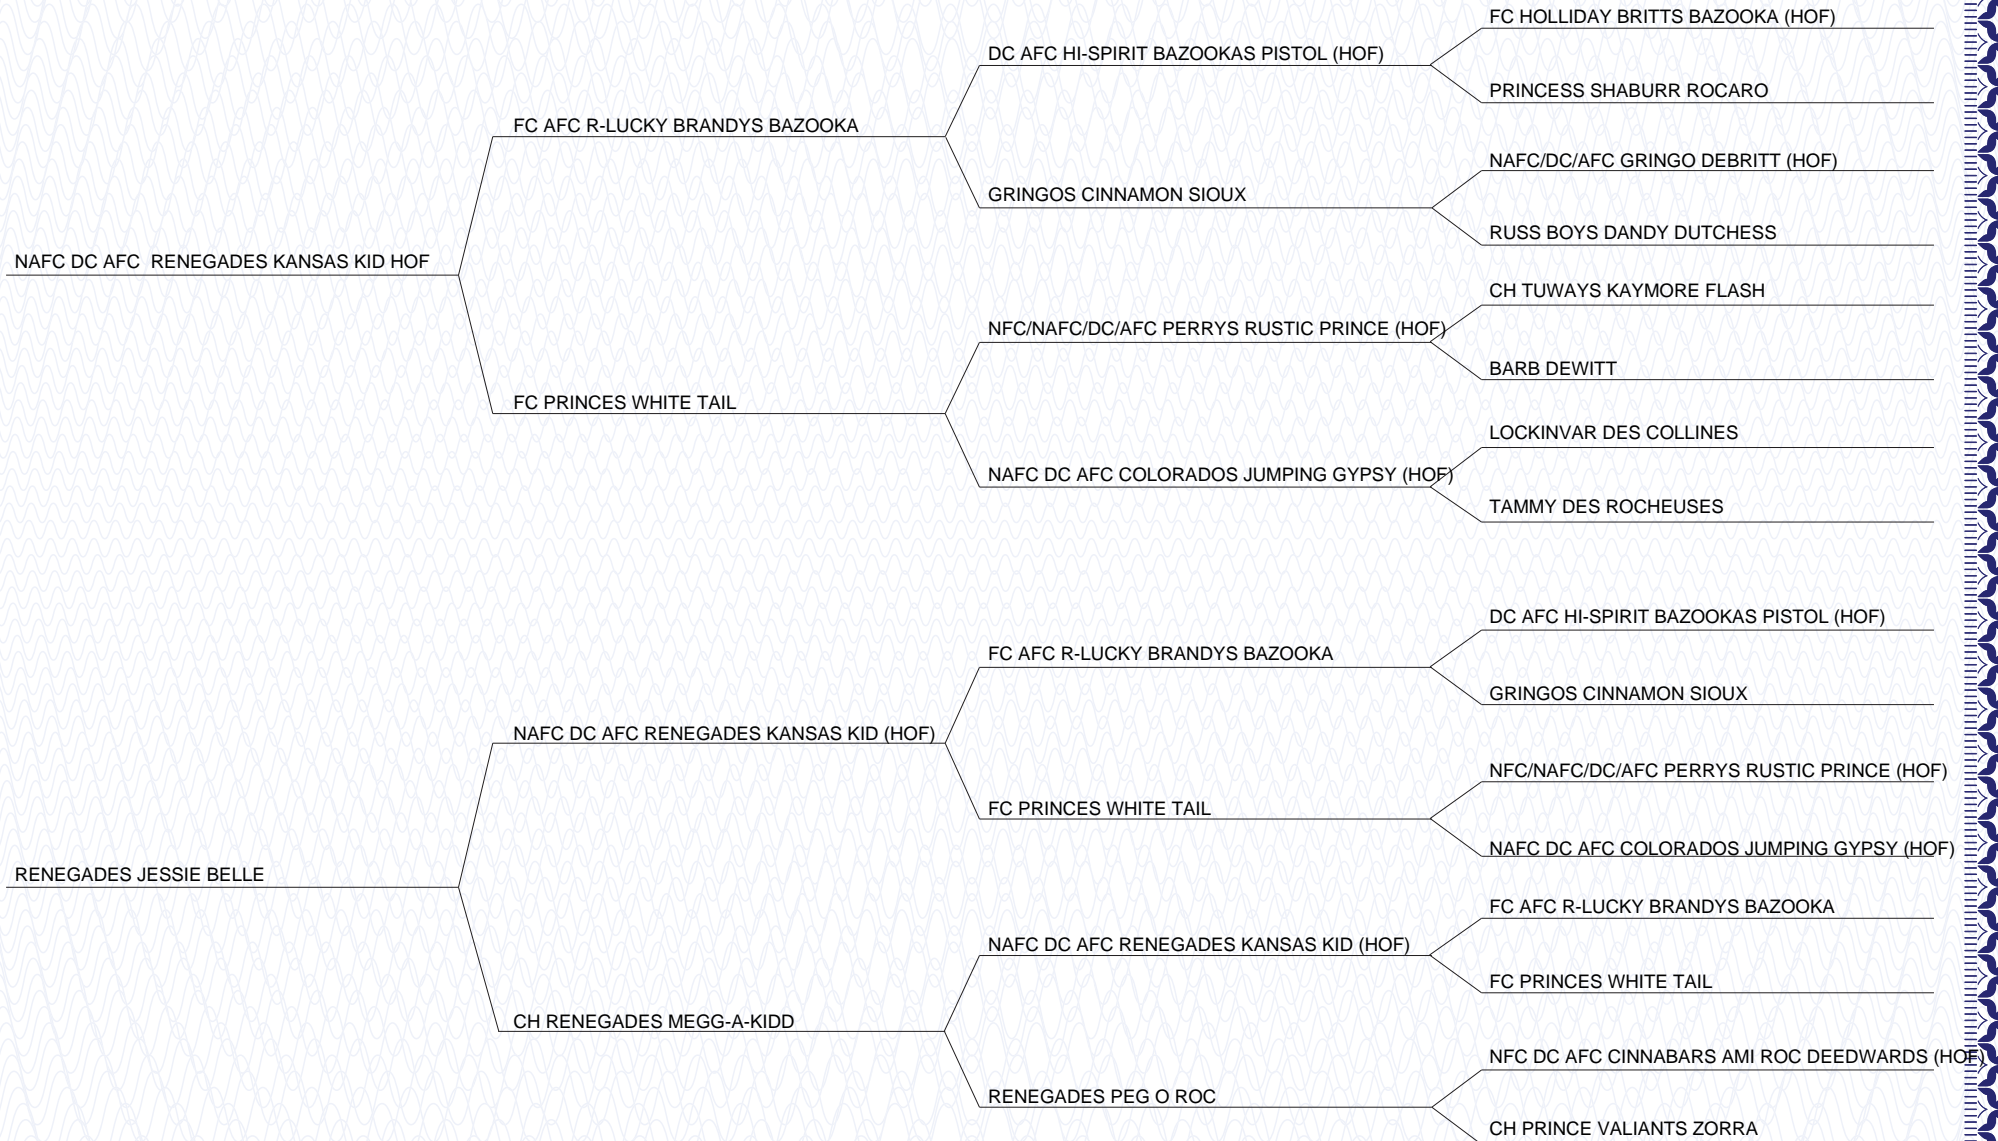 FC HOLLIDAY BRITTS BAZOOKA (HOF)
DC AFC HI-SPIRIT BAZOOKAS PISTOL (HOF)
PRINCESS SHABURR ROCARO
FC AFC R-LUCKY BRANDYS BAZOOKA
NAFC/DC/AFC GRINGO DEBRITT (HOF)
GRINGOS CINNAMON SIOUX
RUSS BOYS DANDY DUTCHESS
NAFC DC AFC  RENEGADES KANSAS KID HOF
CH TUWAYS KAYMORE FLASH
NFC/NAFC/DC/AFC PERRYS RUSTIC PRINCE (HOF)
BARB DEWITT
FC PRINCES WHITE TAIL
LOCKINVAR DES COLLINES
NAFC DC AFC COLORADOS JUMPING GYPSY (HOF)
TAMMY DES ROCHEUSES
DC AFC HI-SPIRIT BAZOOKAS PISTOL (HOF)
FC AFC R-LUCKY BRANDYS BAZOOKA
GRINGOS CINNAMON SIOUX
NAFC DC AFC RENEGADES KANSAS KID (HOF)
NFC/NAFC/DC/AFC PERRYS RUSTIC PRINCE (HOF)
FC PRINCES WHITE TAIL
NAFC DC AFC COLORADOS JUMPING GYPSY (HOF)
RENEGADES JESSIE BELLE
FC AFC R-LUCKY BRANDYS BAZOOKA
NAFC DC AFC RENEGADES KANSAS KID (HOF)
FC PRINCES WHITE TAIL
CH RENEGADES MEGG-A-KIDD
NFC DC AFC CINNABARS AMI ROC DEEDWARDS (HOF)
RENEGADES PEG O ROC
CH PRINCE VALIANTS ZORRA